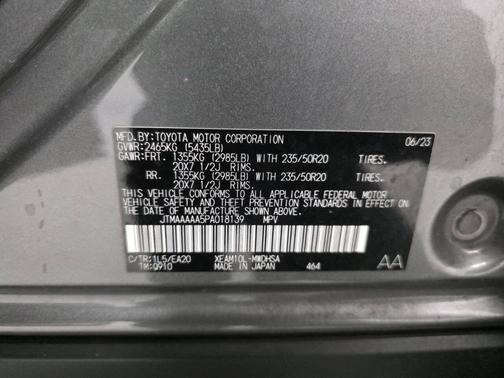 MFD.BY:TOYOTA MOTOR CORPORATION 06/23
GVWR:2465KG (5435LB)
GAWR:FRT. 1355KG (2985LB) WITH 235/50R20 TIRES.
20X7 1/2J RIMS.
RR. 1355KG (2985LB) WITH 235/50R20 TIRES.
20X7 1/2J RIMS.
THIS VEHICLE CONFORMS TO ALL APPLICABLE FEDERAL MOTOR
VEHICLE SAFETY AND THEFT PREVENTION STANDARDS IN EFFECT
ON THE DATE OF MANUFACTURE SHOWN ABOVE.
JTMAAAAA5PA018139 MPV
C/TR:1L5/EA20 XEAM10L-MWDHSA
TM:Q910 MADE IN JAPAN 464 AA